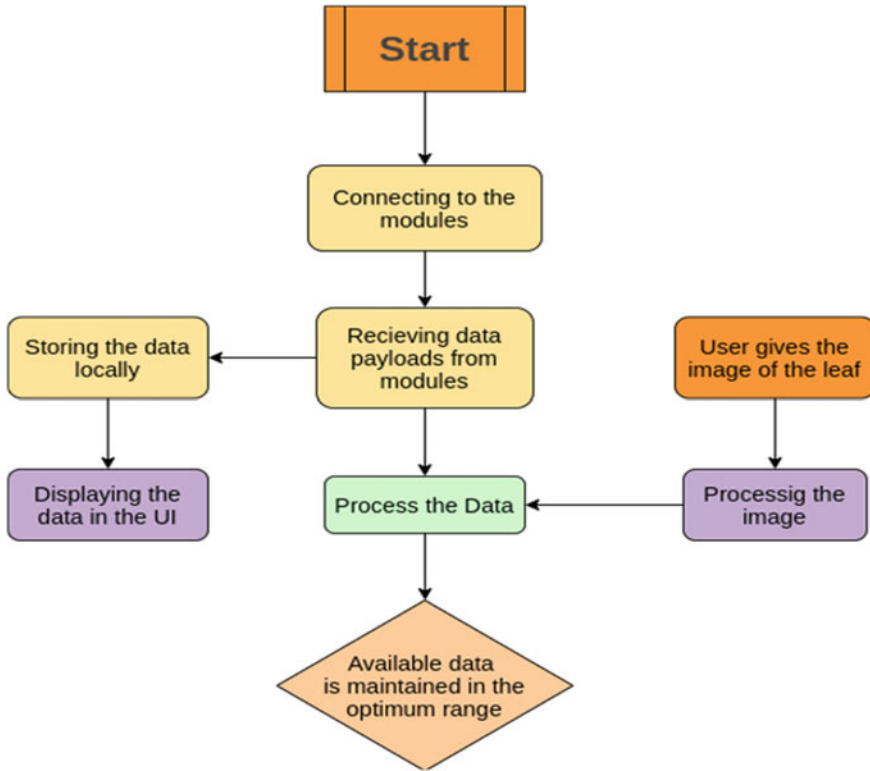 Start
Connecting to the
modules
Storing the data
locally
Recieving data
payloads from
modules
User gives the
image of the leaf
Displaying the
data in the UI
Process the Data
Processig the
image
Available data
is maintained in the
optimum range